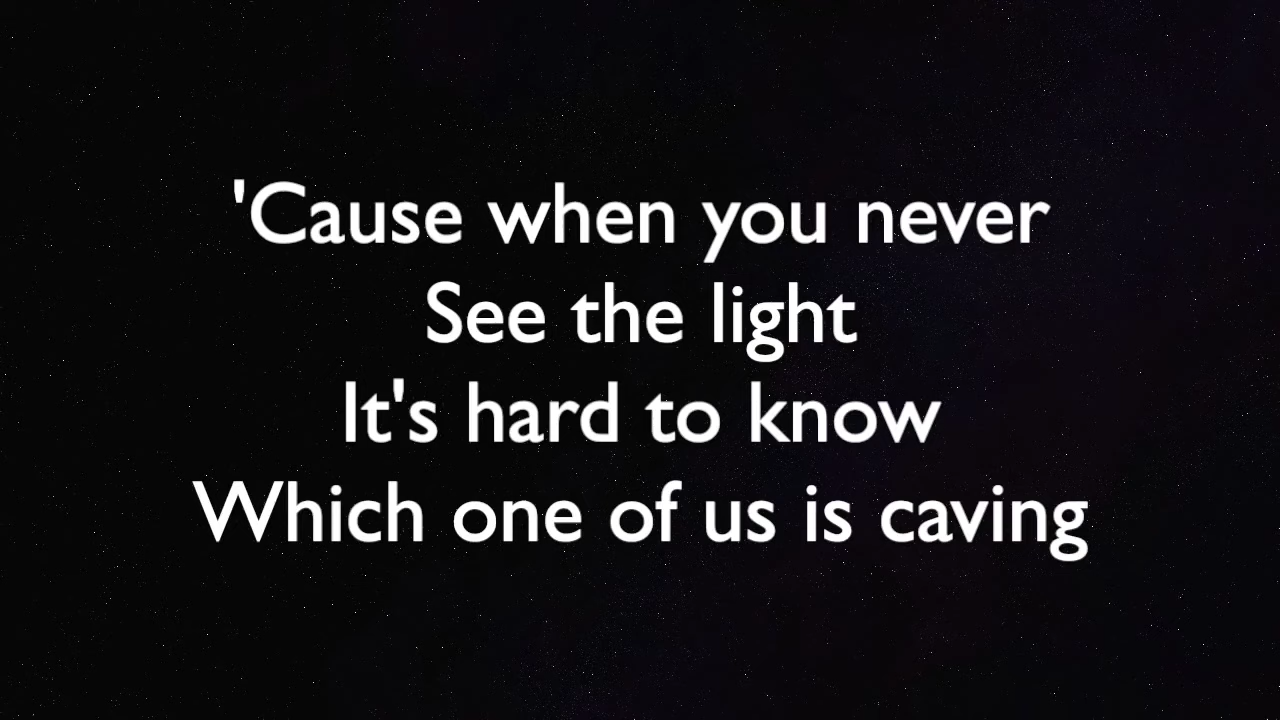 'Cause when you never
See the light
It's hard to know
Which one of us is caving